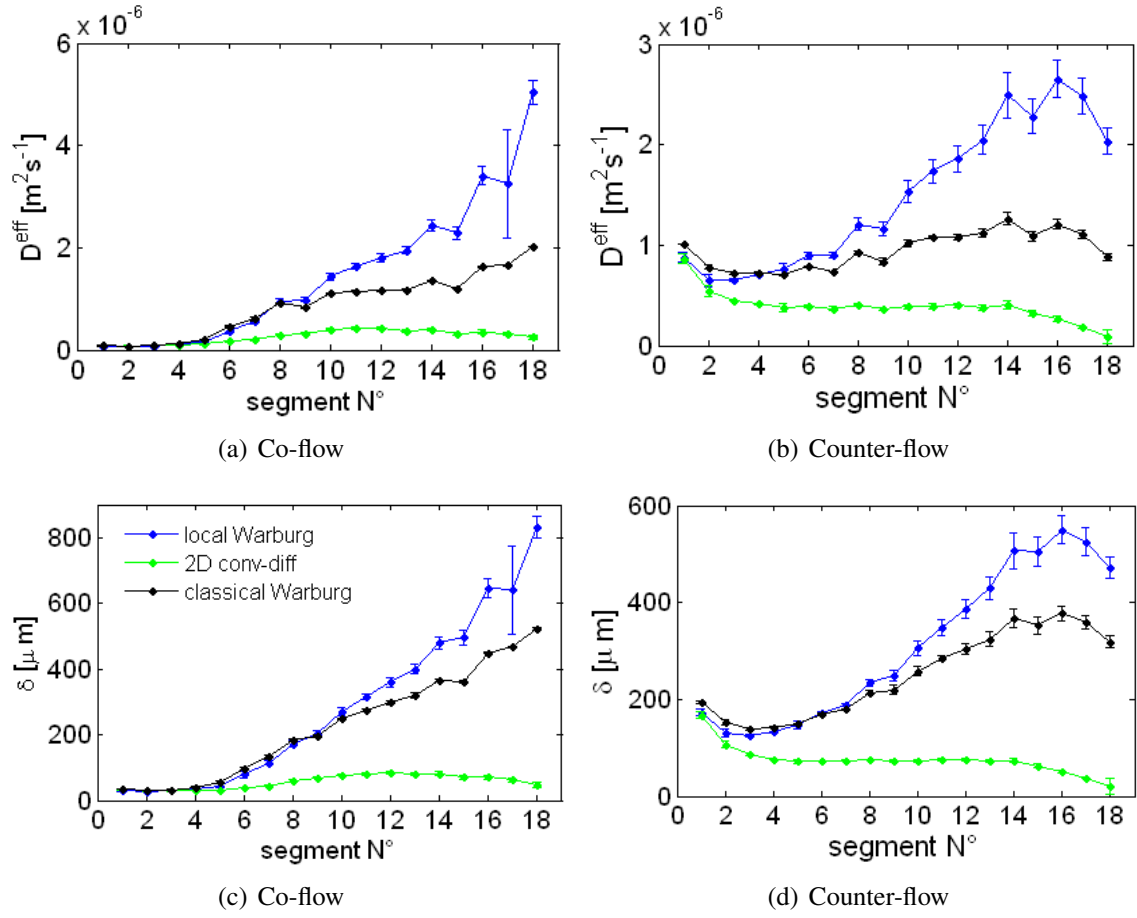 x 10^-6
6
4
2
0
D^eff [m^2s^-1]
0 2 4 6 8 10 12 14 16 18
segment N°
(a) Co-flow
x 10^-6
3
2
1
0
D^eff [m^2s^-1]
0 2 4 6 8 10 12 14 16 18
segment N°
(b) Counter-flow
800
600
400
200
0
δ [μ m]
local Warburg
2D conv-diff
classical Warburg
0 2 4 6 8 10 12 14 16 18
segment N°
(c) Co-flow
600
400
200
0
δ [μ m]
0 2 4 6 8 10 12 14 16 18
segment N°
(d) Counter-flow